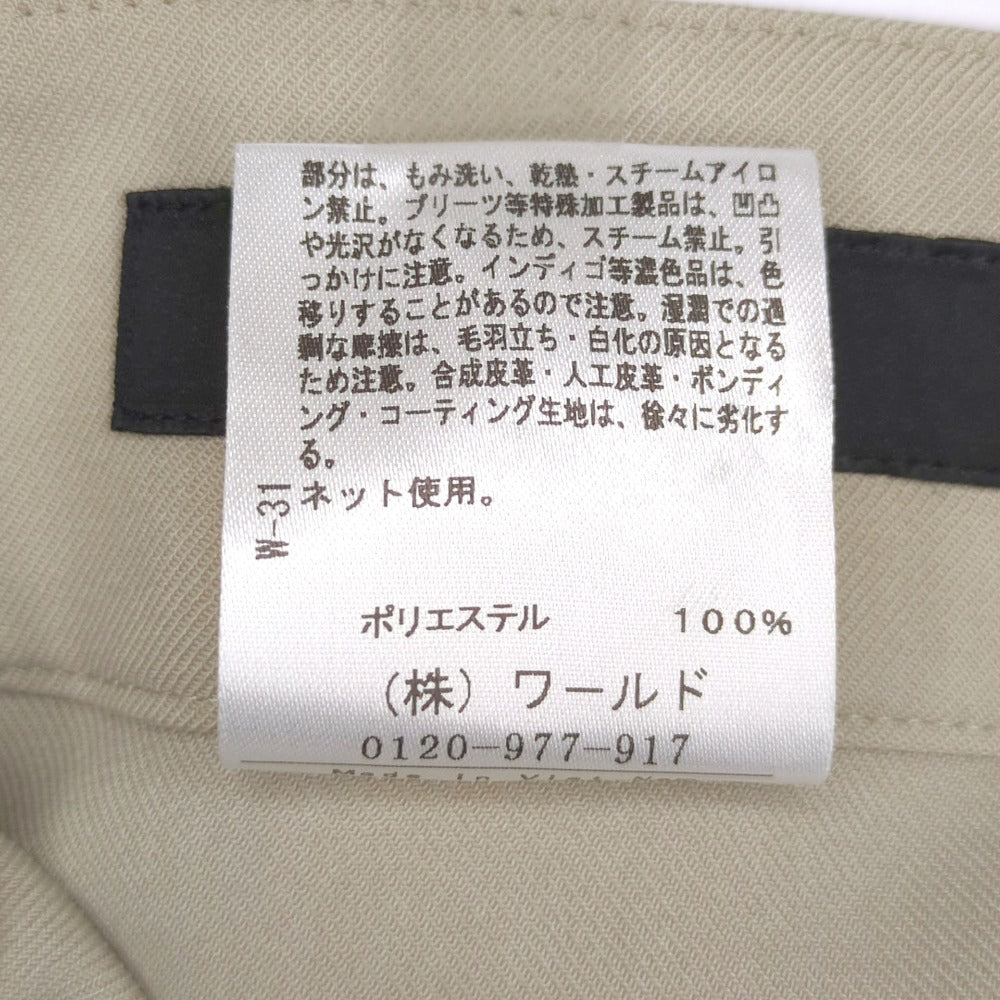 部分は、もみ洗い、乾熱・スチームアイロ
ン禁止。プリーツ等特殊加工製品は、凹凸
や光沢がなくなるため、スチーム禁止。引
っかけに注意。インディゴ等濃色品は、色
移りすることがあるので注意。湿潤での過
剰な摩擦は、毛羽立ち・白化の原因となる
ため注意。合成皮革・人工皮革・ボンディ
ング・コーティング生地は、徐々に劣化す
る。
ネット使用。
W-31
ポリエステル 100%
(株) ワールド
0120-977-917
Made in Viet Nam